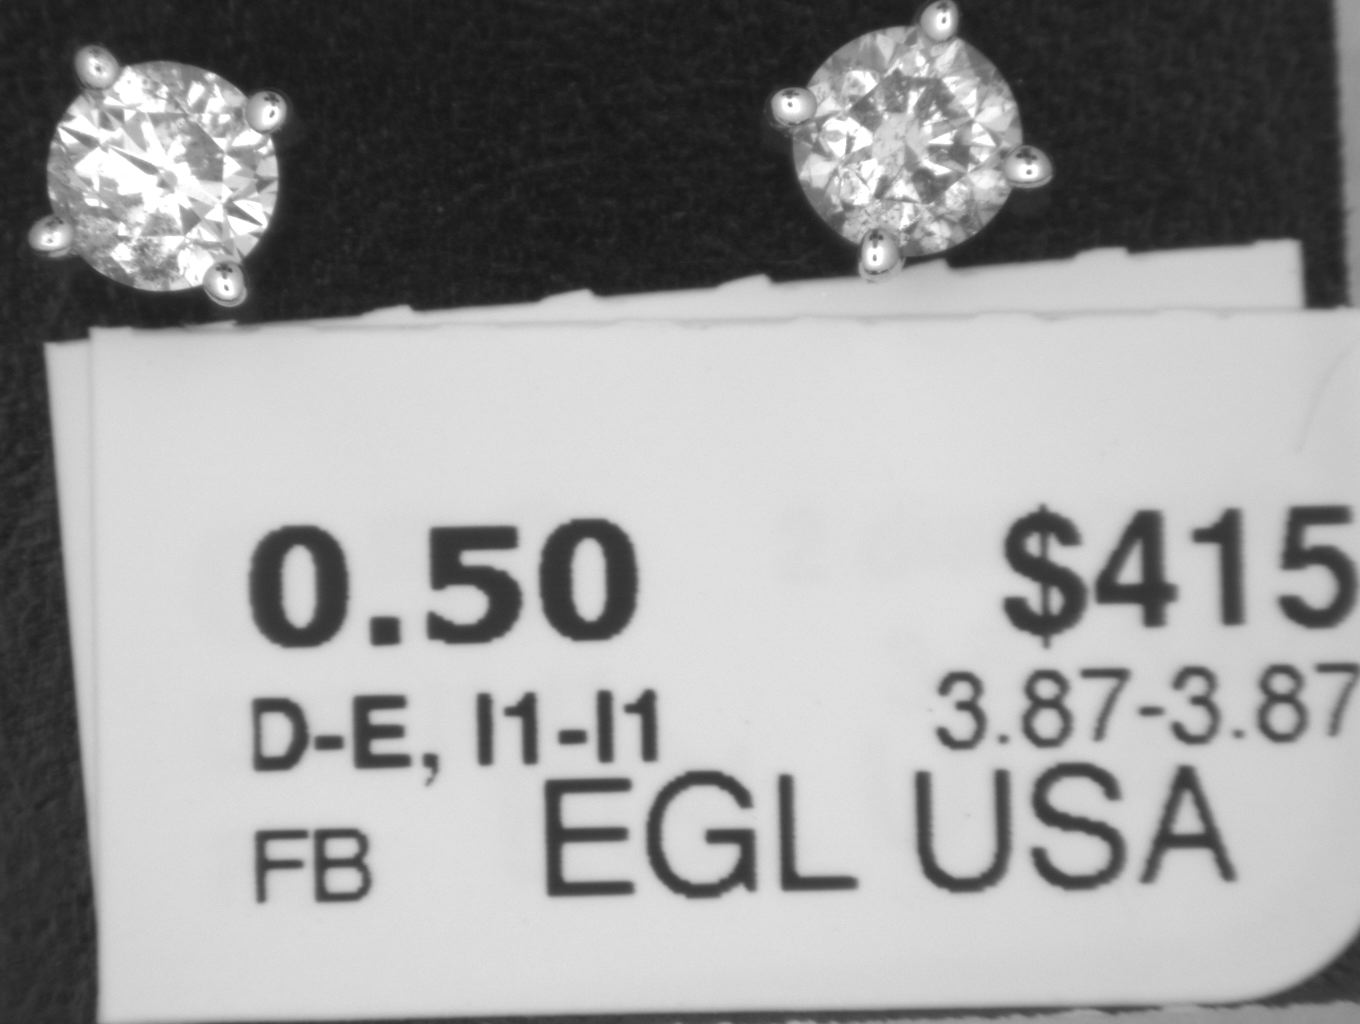 0.50 $415
D-E, I1-I1 3.87-3.87
FB EGL USA